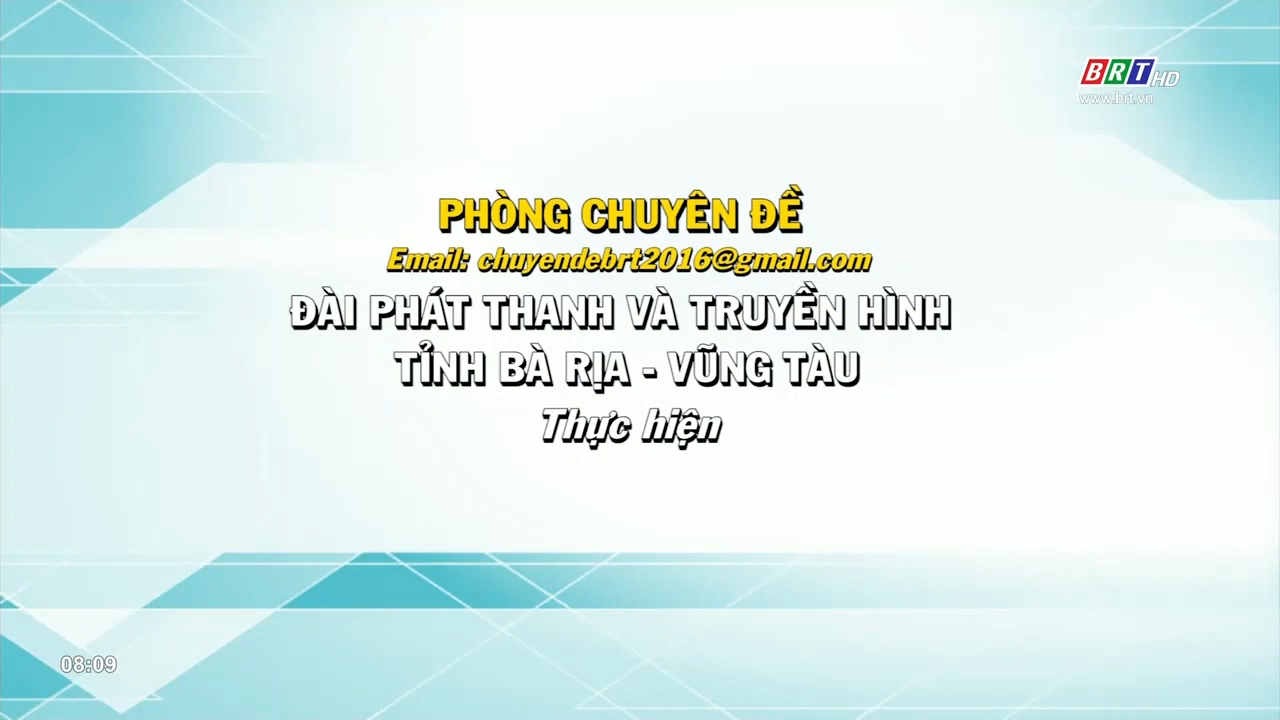 BRT HD
www.brt.vn
PHÒNG CHUYÊN ĐỀ
Email: chuyendebrt2016@gmail.com
ĐÀI PHÁT THANH VÀ TRUYỀN HÌNH
TỈNH BÀ RỊA - VŨNG TÀU
Thực hiện
08:09